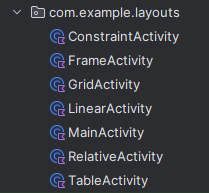 com.example.layouts
ConstraintActivity
FrameActivity
GridActivity
LinearActivity
MainActivity
RelativeActivity
TableActivity